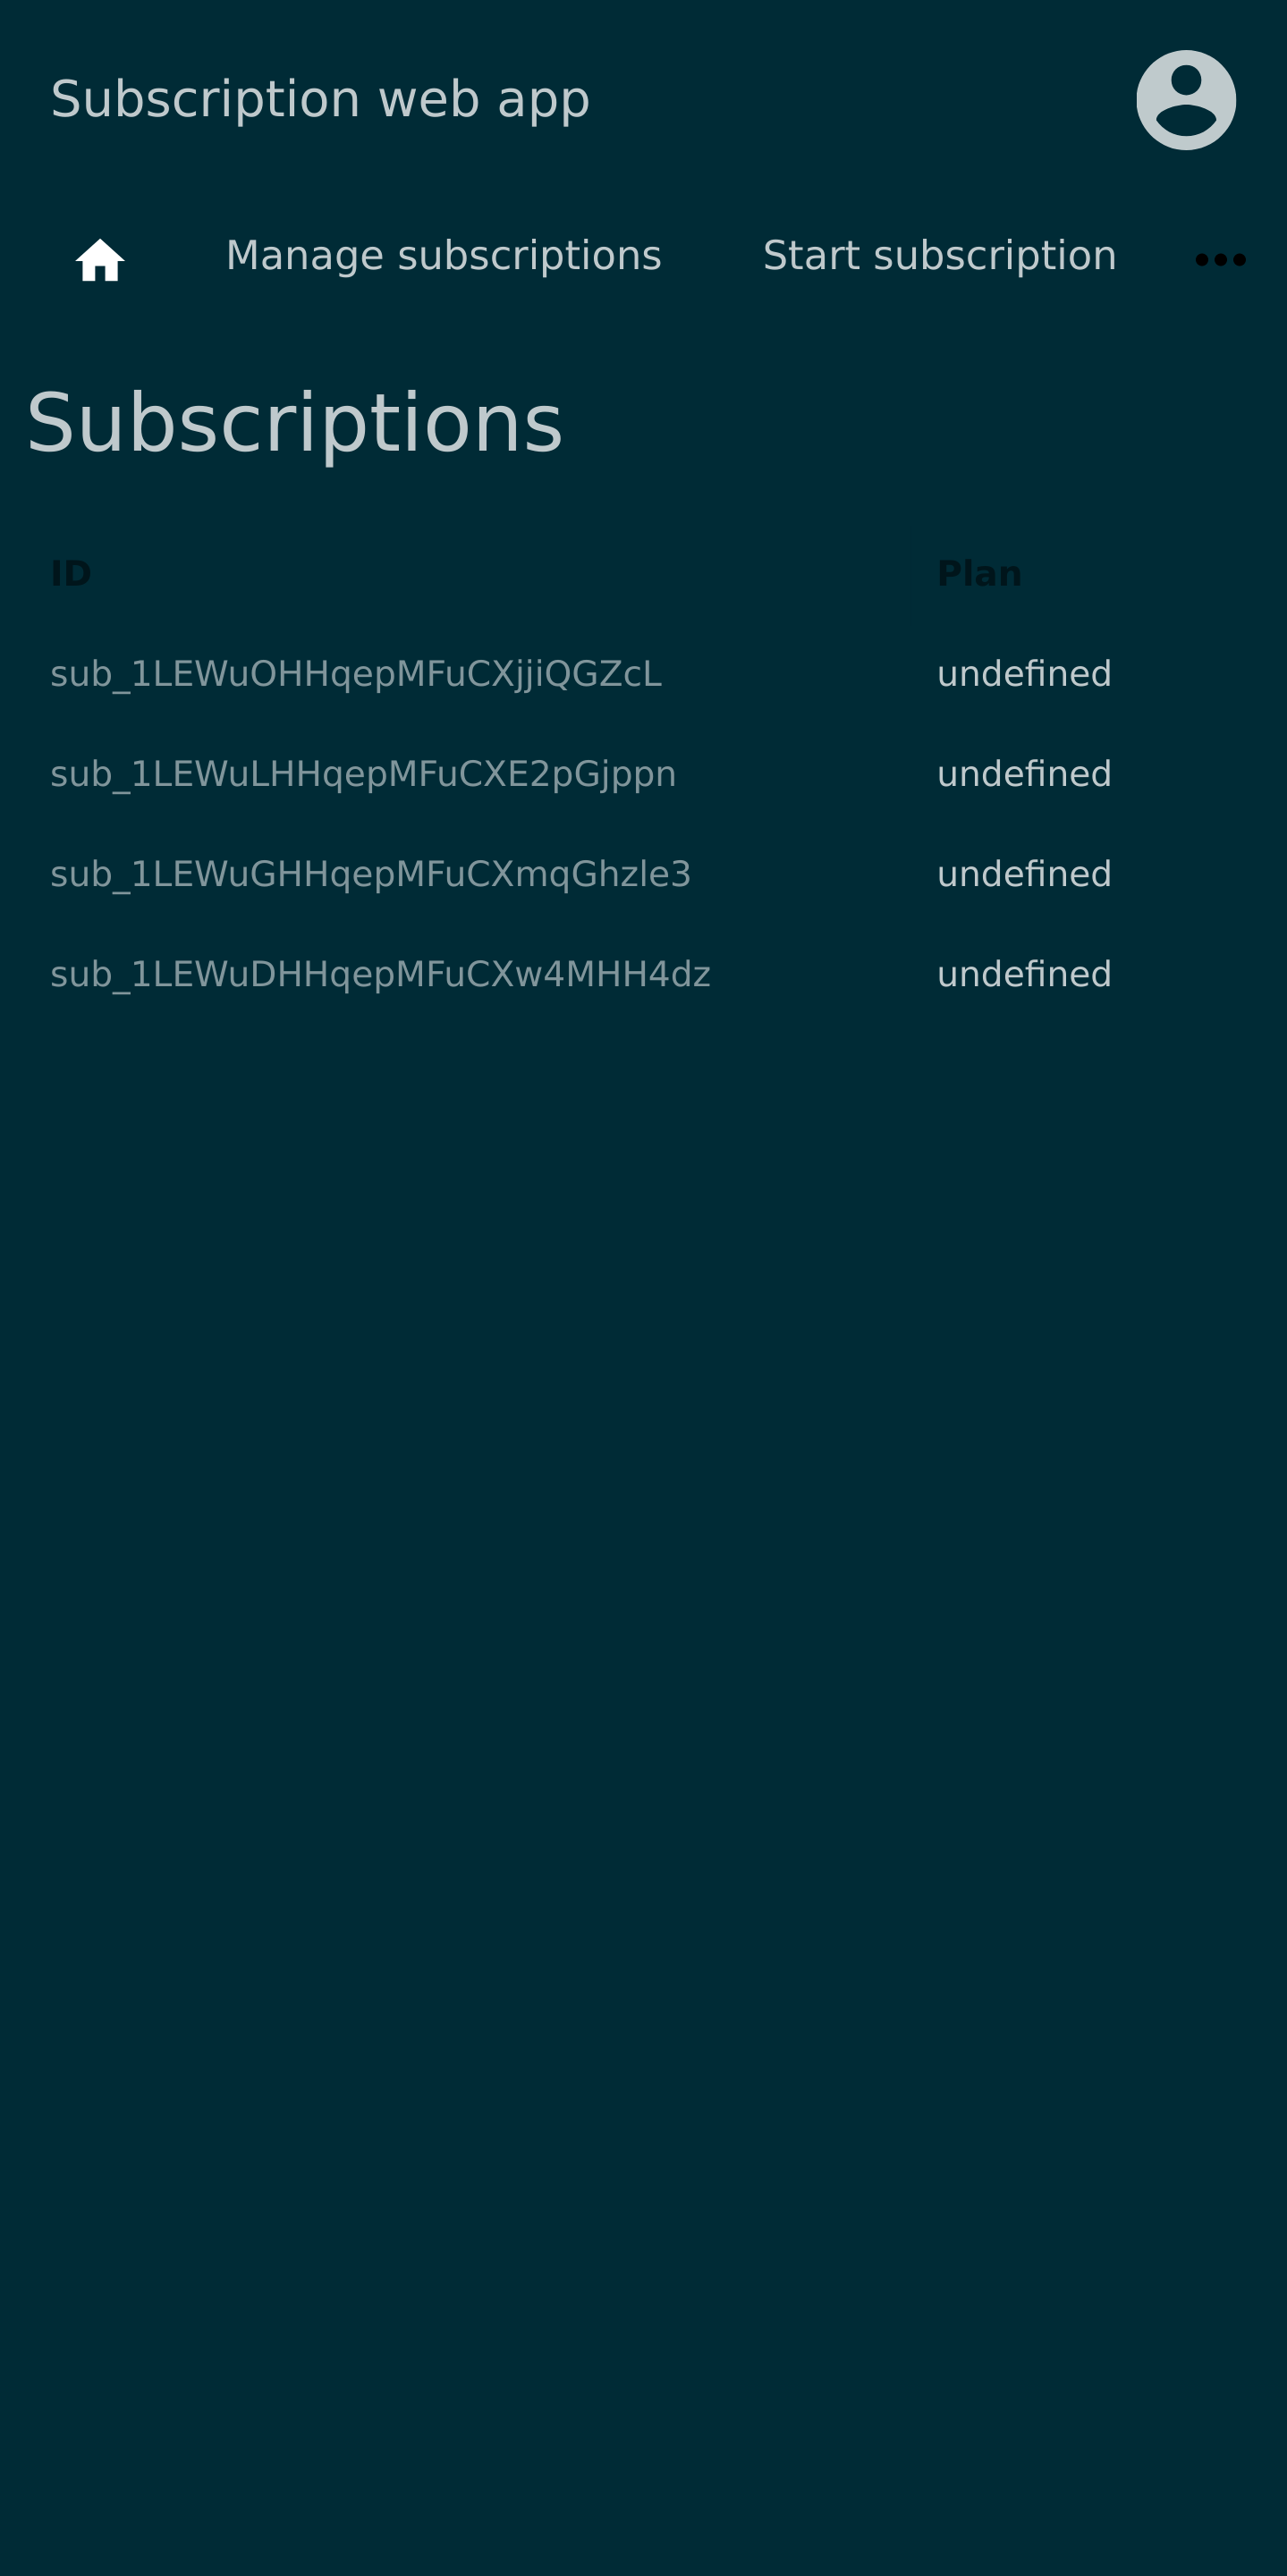 Subscription web app
Manage subscriptions Start subscription
Subscriptions
ID Plan
sub_1LEWuOHHqepMFuCXjjiQGZcL undefined
sub_1LEWuLHHqepMFuCXE2pGjppn undefined
sub_1LEWuGHHqepMFuCXmqGhzle3 undefined
sub_1LEWuDHHqepMFuCXw4MHH4dz undefined